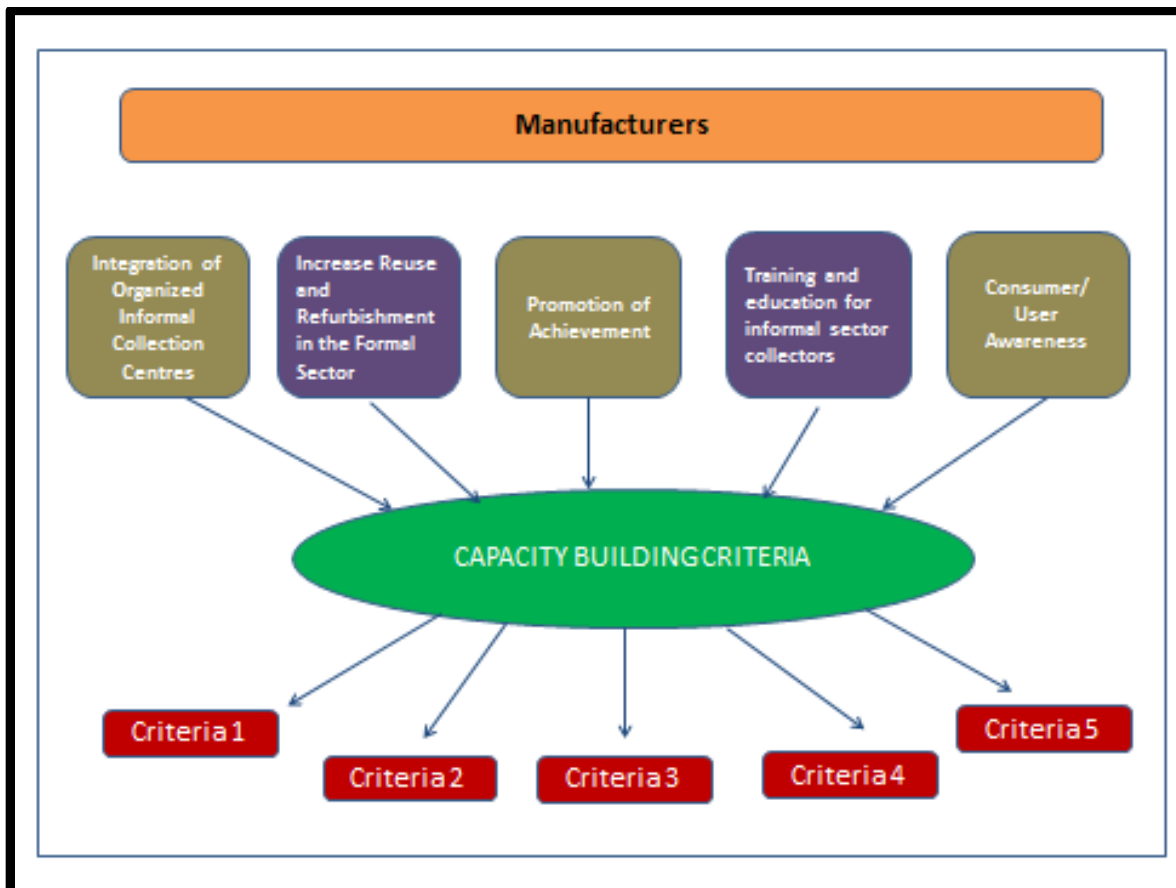 Manufacturers
Integration of
Organized
Informal
Collection
Centres
Increase Reuse
and
Refurbishment
in the Formal
Sector
Promotion of
Achievement
Training and
education for
informal sector
collectors
Consumer/
User
Awareness
CAPACITY BUILDING CRITERIA
Criteria 1
Criteria 2
Criteria 3
Criteria 4
Criteria 5